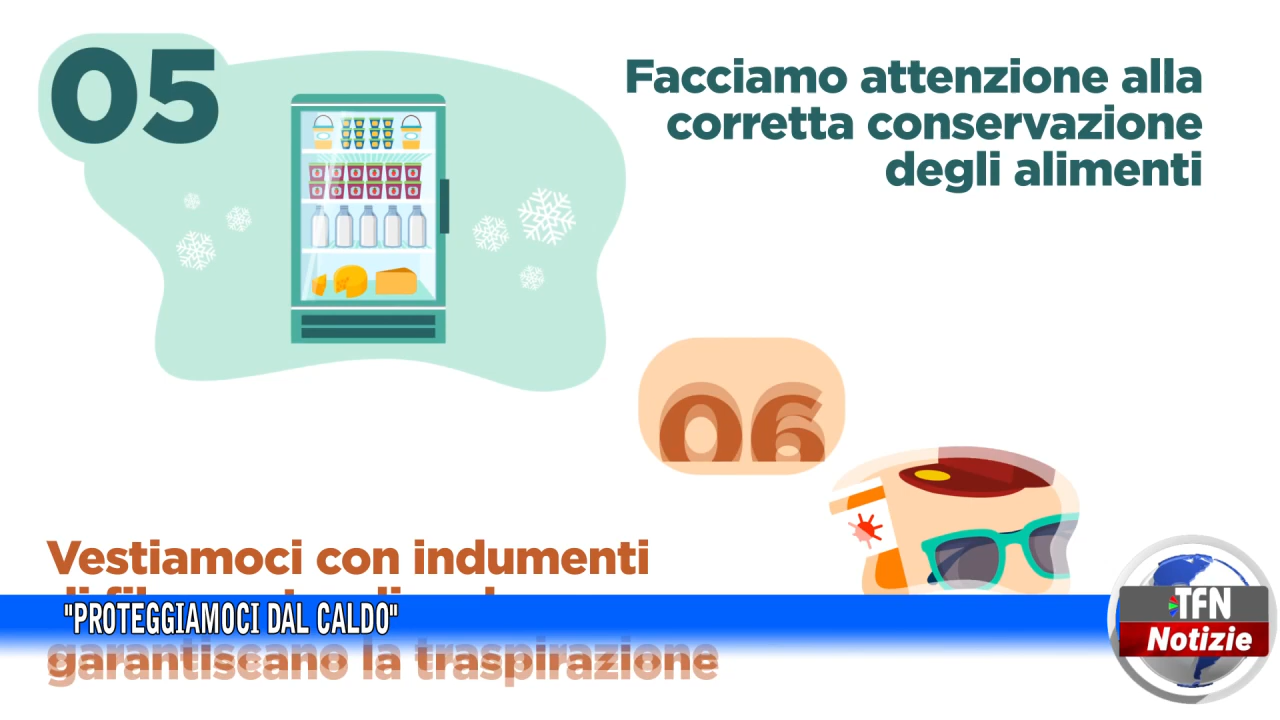 05
Facciamo attenzione alla
corretta conservazione
degli alimenti
06
Vestiamoci con indumenti
"PROTEGGIAMOCI DAL CALDO"
garantiscano la traspirazione
TFN
Notizie